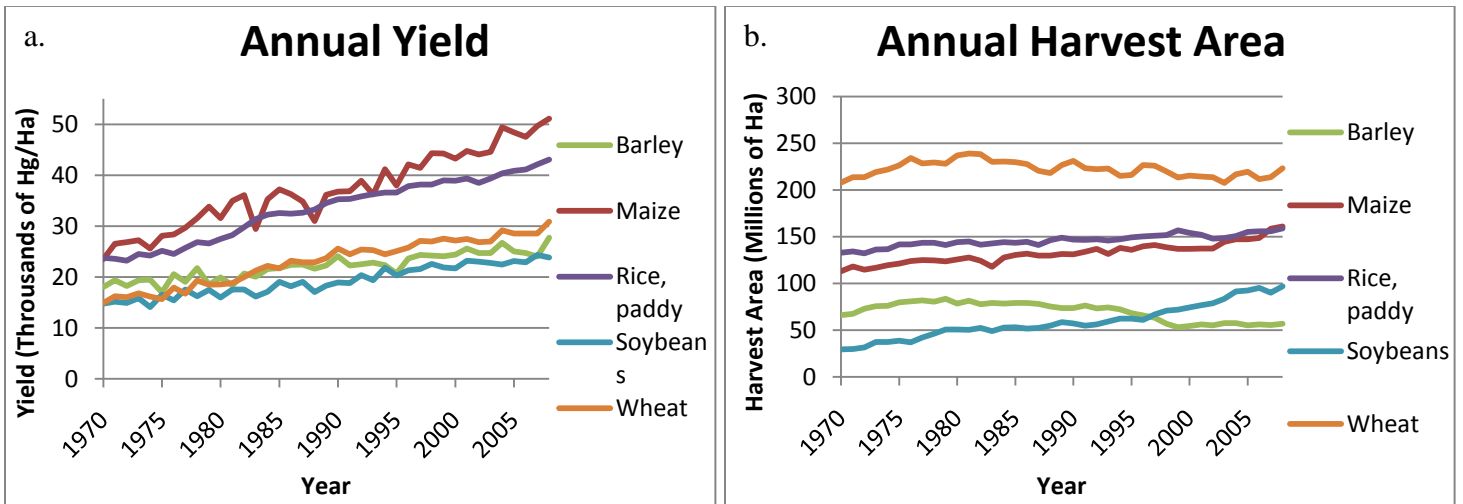 a.
Annual Yield
Yield (Throusands of Hg/Ha)
50
40
30
20
10
0
1970
1975
1980
1985
1990
1995
2000
2005
Year
Barley
Maize
Rice,
paddy
Soybean
s
Wheat
b.
Annual Harvest Area
Harvest Area (Millions of Ha)
300
250
200
150
100
50
0
1970
1975
1980
1985
1990
1995
2000
2005
Year
Barley
Maize
Rice,
paddy
Soybeans
Wheat